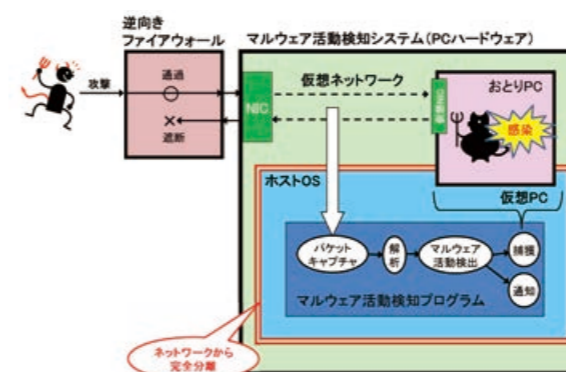 逆向き
ファイアウォール
マルウェア活動検知システム(PCハードウェア)
攻撃
通過
遮断
NIC
仮想ネットワーク
仮想NIC
おとりPC
感染
ホストOS
仮想PC
パケット
キャプチャ
解析
マルウェア
活動検出
捕獲
通知
マルウェア活動検知プログラム
ネットワークから
完全分離